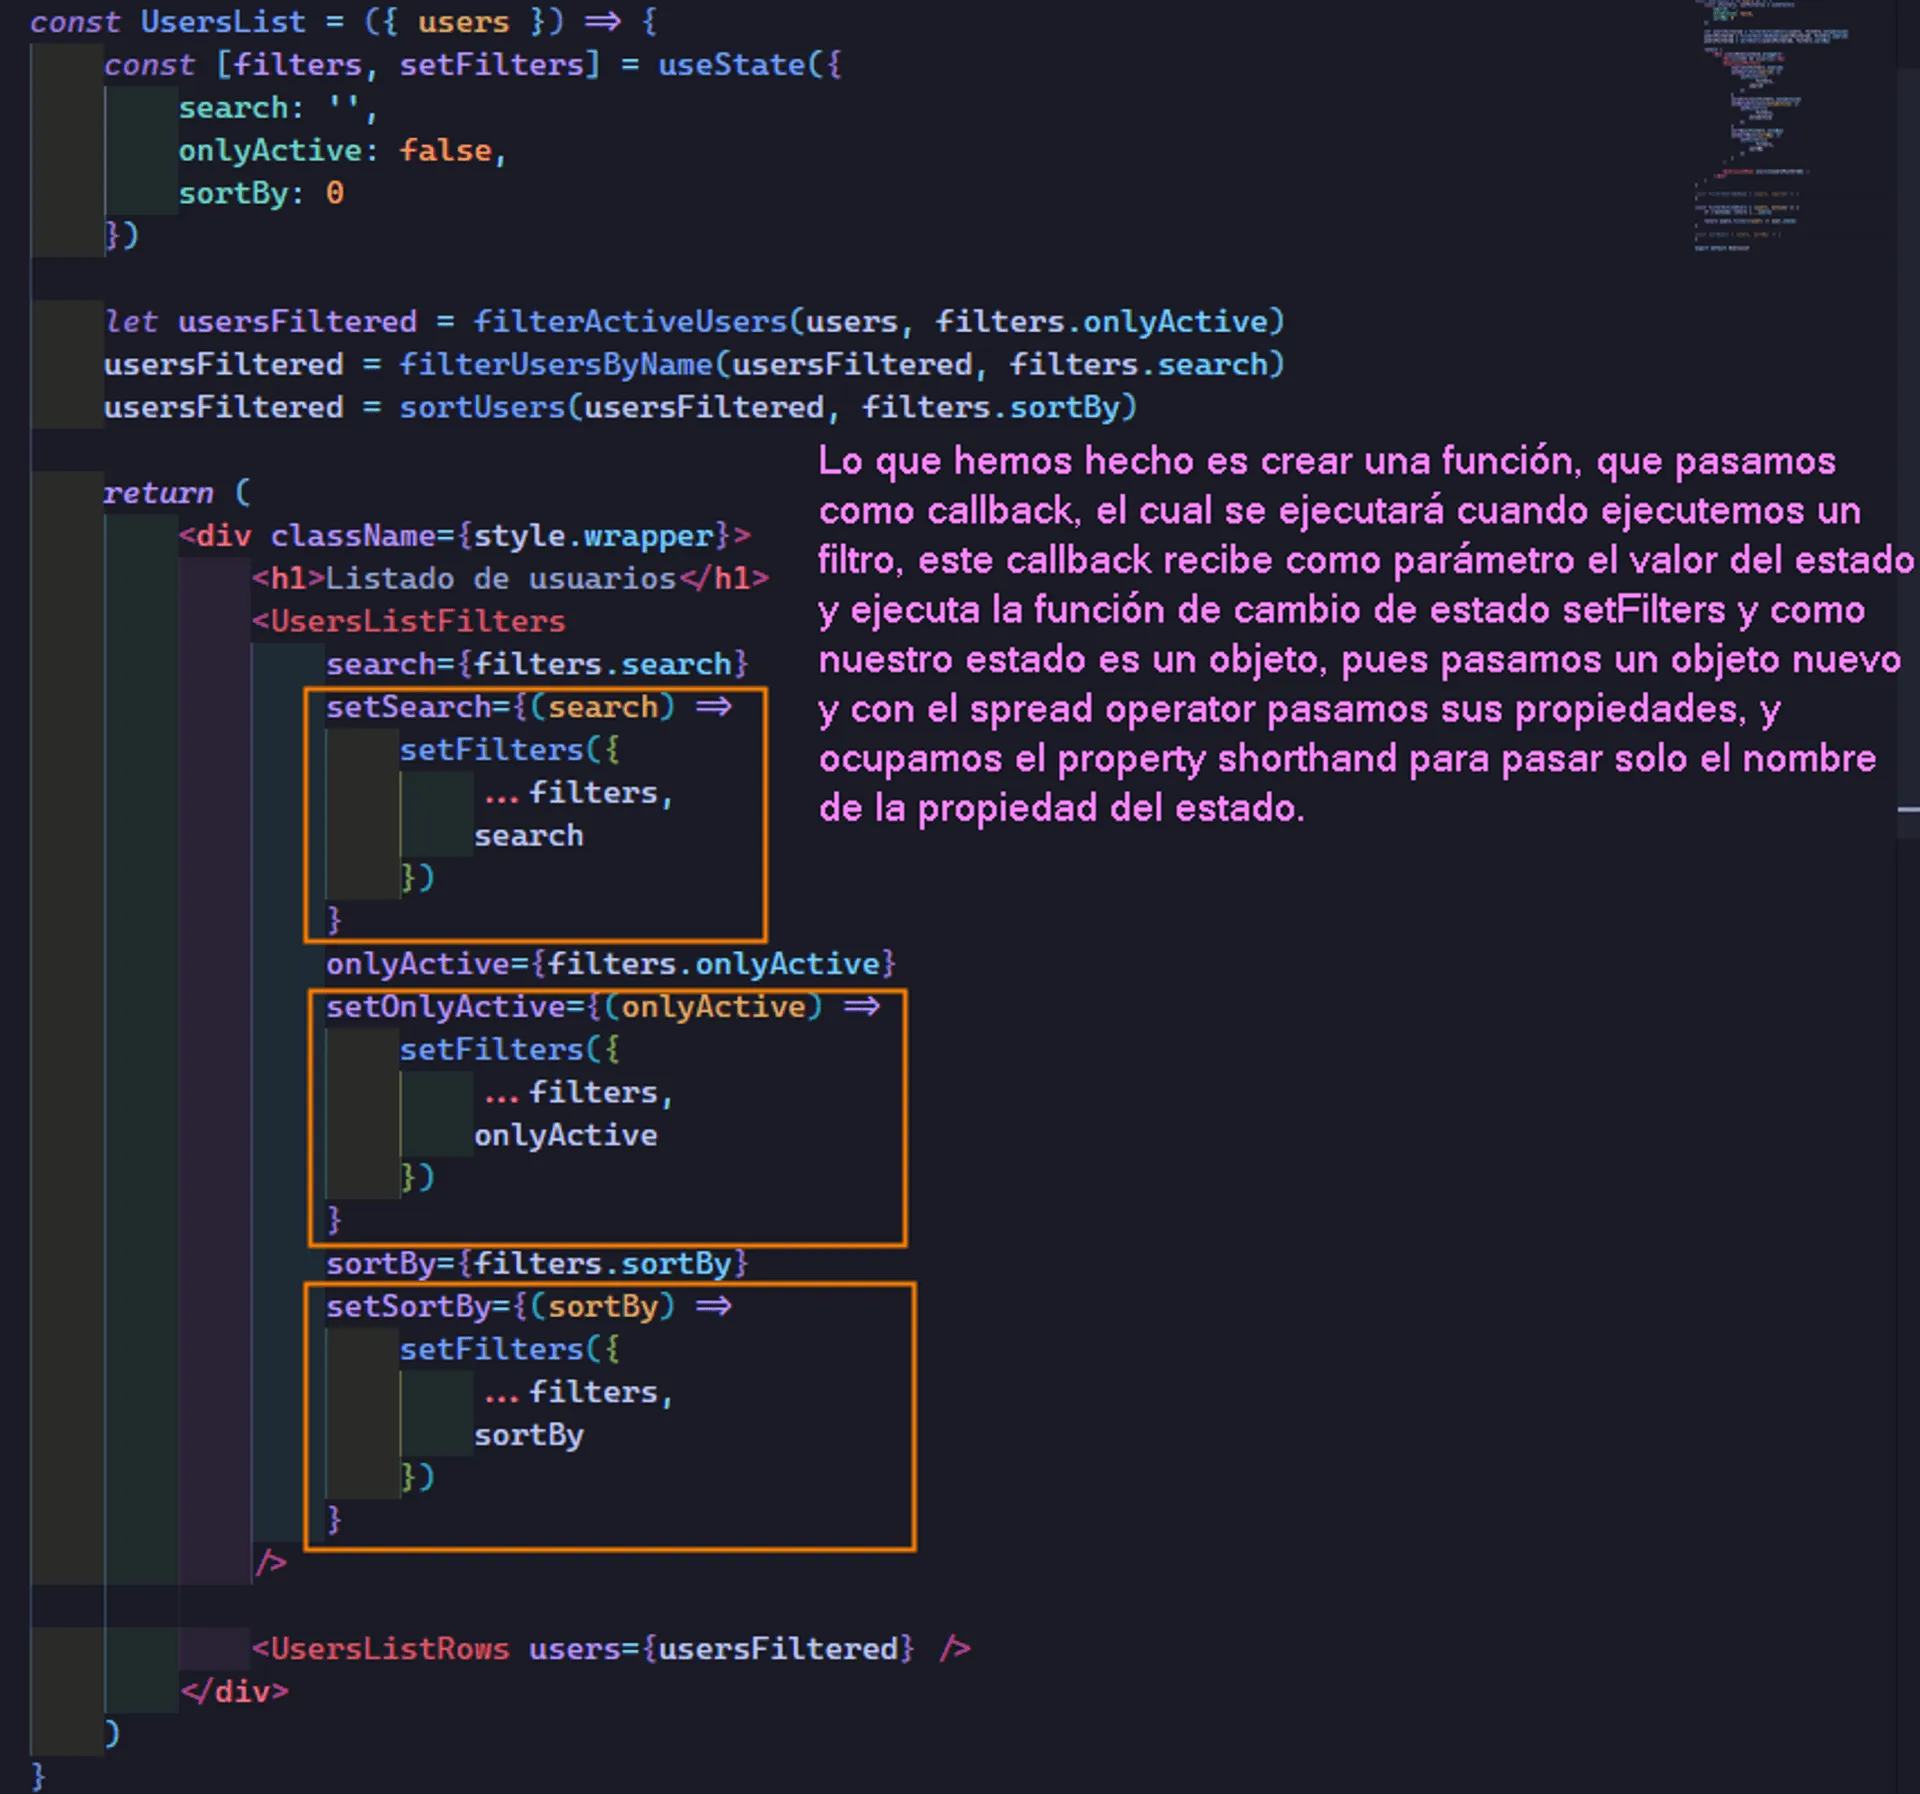 const UsersList = ({ users }) => {
const [filters, setFilters] = useState({
search: '',
onlyActive: false,
sortBy: 0
})
let usersFiltered = filterActiveUsers(users, filters.onlyActive)
usersFiltered = filterUsersByName(usersFiltered, filters.search)
usersFiltered = sortUsers(usersFiltered, filters.sortBy)
return (
<div className={style.wrapper}>
<h1>Listado de usuarios</h1>
<UsersListFilters
search={filters.search}
setSearch={(search) =>
setFilters({
...filters,
search
})
}
onlyActive={filters.onlyActive}
setOnlyActive={(onlyActive) =>
setFilters({
...filters,
onlyActive
})
}
sortBy={filters.sortBy}
setSortBy={(sortBy) =>
setFilters({
...filters,
sortBy
})
}
/>
<UsersListRows users={usersFiltered} />
</div>
)
}
Lo que hemos hecho es crear una función, que pasamos
como callback, el cual se ejecutará cuando ejecutemos un
filtro, este callback recibe como parámetro el valor del estado
y ejecuta la función de cambio de estado setFilters y como
nuestro estado es un objeto, pues pasamos un objeto nuevo
y con el spread operator pasamos sus propiedades, y
ocupamos el property shorthand para pasar solo el nombre
de la propiedad del estado.